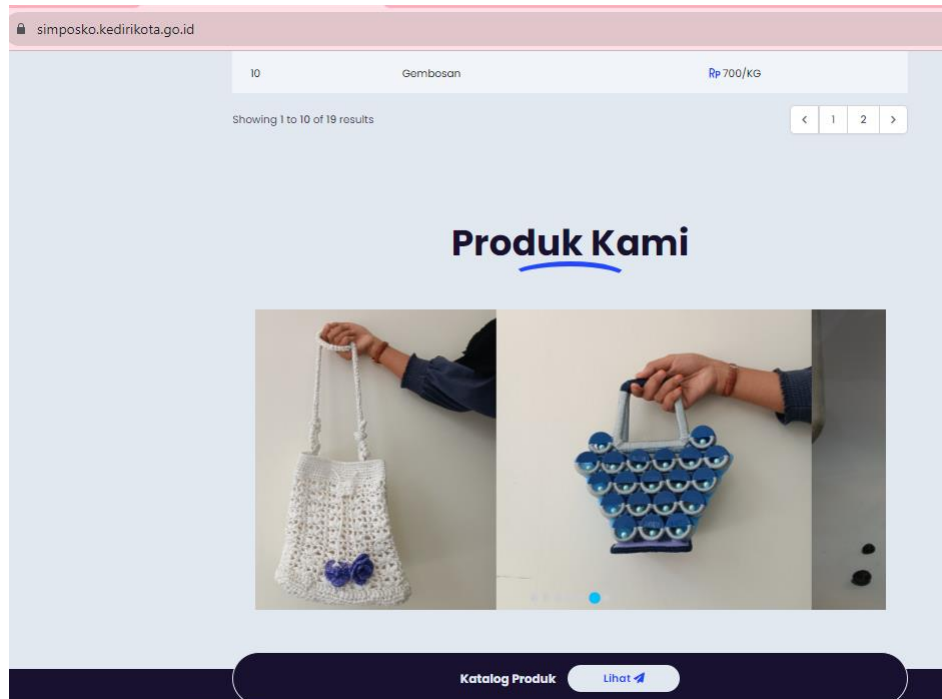 simposko.kedirikota.go.id
10 Gembosan Rp 700/KG
Showing 1 to 10 of 19 results
< 1 2 >
Produk Kami
Katalog Produk Lihat